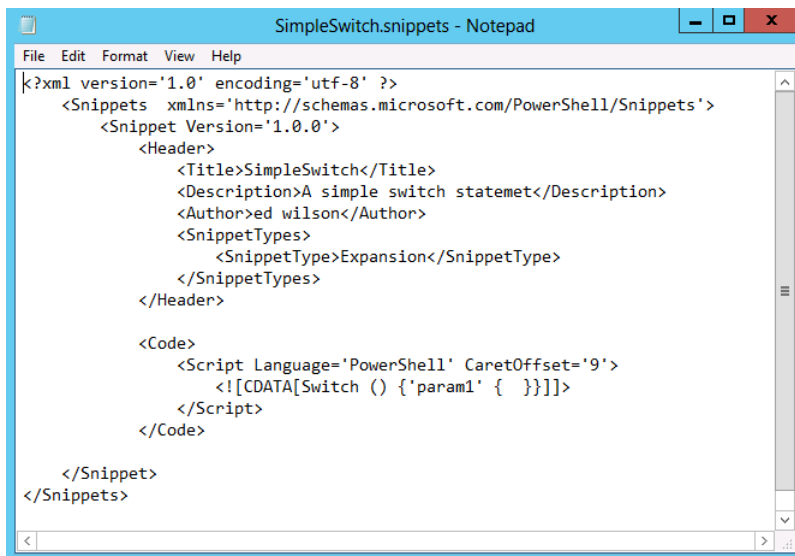 SimpleSwitch.snippets - Notepad
File Edit Format View Help
<?xml version='1.0' encoding='utf-8' ?>
    <Snippets  xmlns='http://schemas.microsoft.com/PowerShell/Snippets'>
        <Snippet Version='1.0.0'>
            <Header>
                <Title>SimpleSwitch</Title>
                <Description>A simple switch statemet</Description>
                <Author>ed wilson</Author>
                <SnippetTypes>
                    <SnippetType>Expansion</SnippetType>
                </SnippetTypes>
            </Header>

            <Code>
                <Script Language='PowerShell' CaretOffset='9'>
                    <![CDATA[Switch () {'param1' {  }}]]>
                </Script>
            </Code>

    </Snippet>
</Snippets>